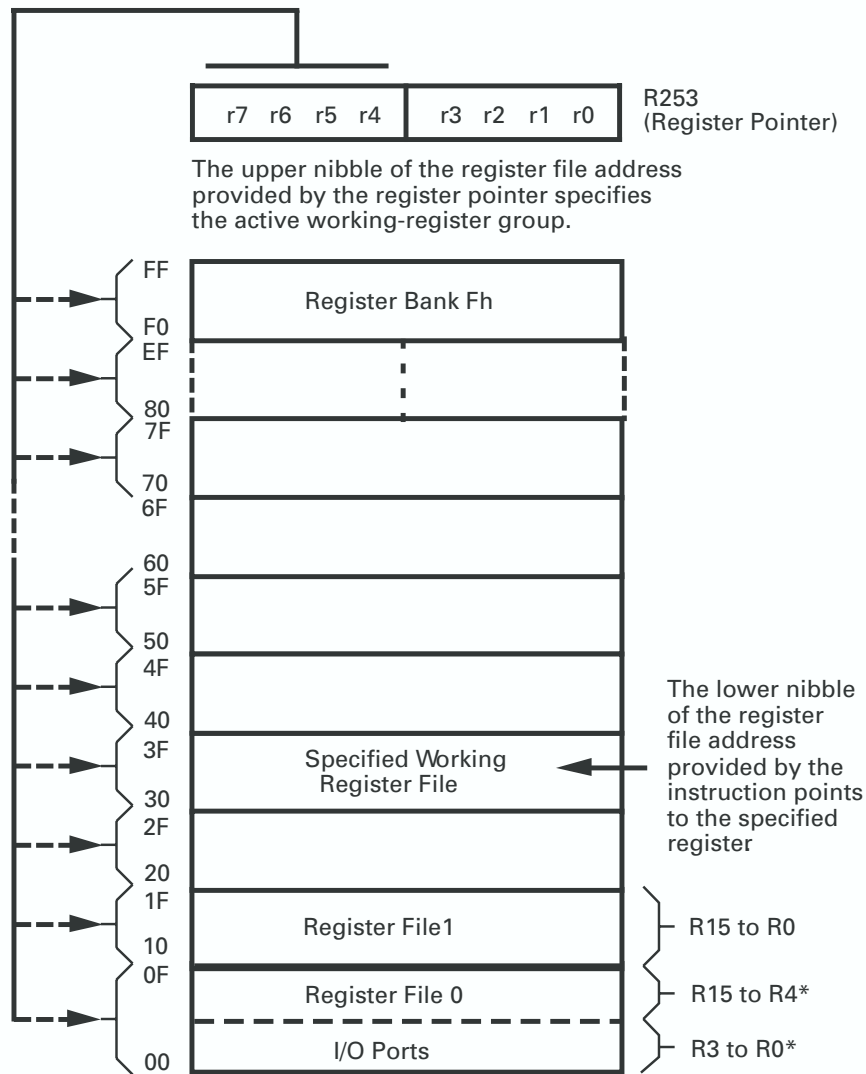 r7 r6 r5 r4 r3 r2 r1 r0
R253
(Register Pointer)
The upper nibble of the register file address
provided by the register pointer specifies
the active working-register group.
FF
Register Bank Fh
F0
EF
80
7F
70
6F
60
5F
50
4F
40
3F
Specified Working
Register File
30
The lower nibble
of the register
file address
provided by the
instruction points
to the specified
register
2F
20
1F
Register File1
10
R15 to R0
0F
Register File 0
R15 to R4*
I/O Ports
R3 to R0*
00